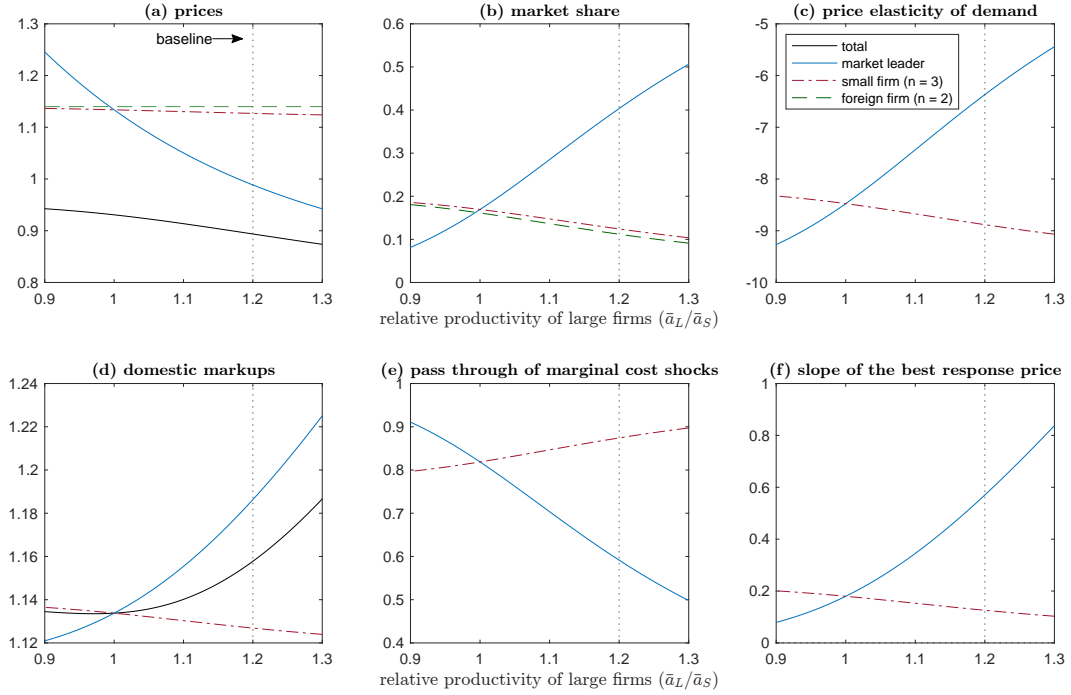 (a) prices
1.3
1.2
1.1
1
0.9
0.8
0.9 1 1.1 1.2 1.3
baseline
(b) market share
0.6
0.5
0.4
0.3
0.2
0.1
0
0.9 1 1.1 1.2 1.3
relative productivity of large firms (ā_L/ā_S)
(c) price elasticity of demand
-5
-6
-7
-8
-9
-10
0.9 1 1.1 1.2 1.3
total
market leader
small firm (n = 3)
foreign firm (n = 2)
(d) domestic markups
1.24
1.22
1.2
1.18
1.16
1.14
1.12
0.9 1 1.1 1.2 1.3
(e) pass through of marginal cost shocks
1
0.9
0.8
0.7
0.6
0.5
0.4
0.9 1 1.1 1.2 1.3
relative productivity of large firms (ā_L/ā_S)
(f) slope of the best response price
1
0.8
0.6
0.4
0.2
0
0.9 1 1.1 1.2 1.3